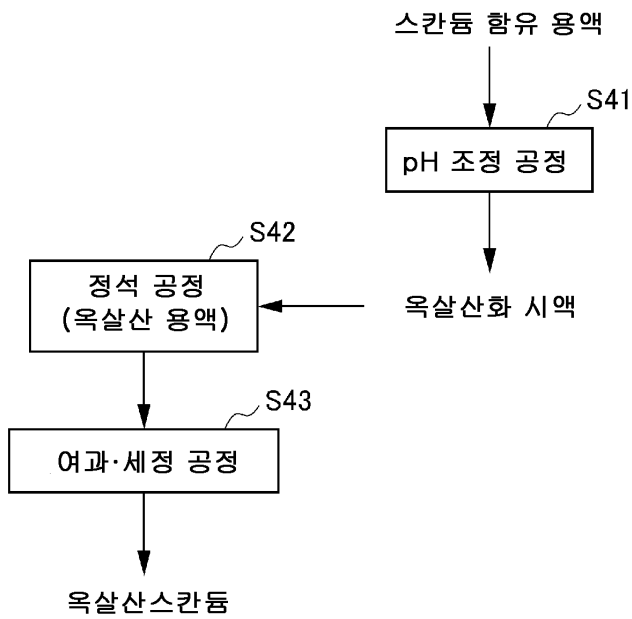 스칸듐 함유 용액
S41
pH 조정 공정
옥살산화 시액
S42
정석 공정
(옥살산 용액)
S43
여과·세정 공정
옥살산스칸듐